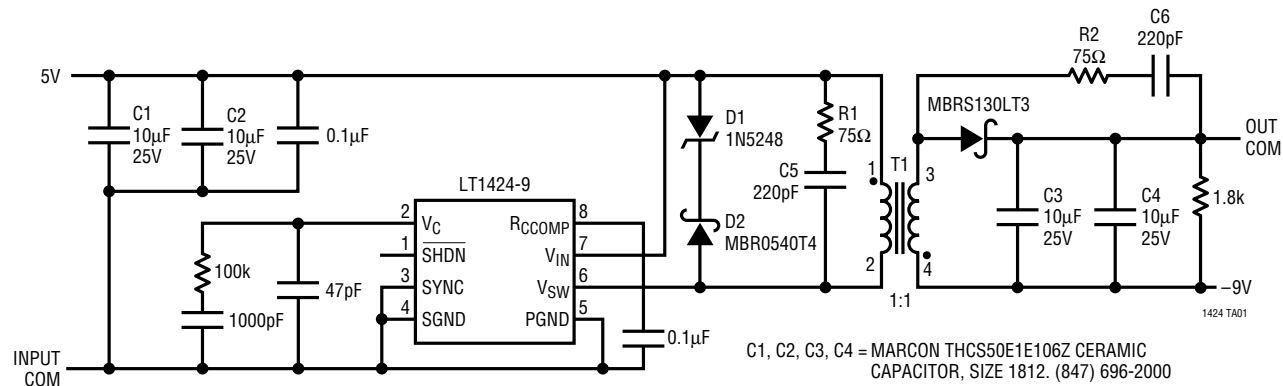 5V
C1
10µF
25V
C2
10µF
25V
0.1µF
LT1424-9
2
VC
1
SHDN
3
SYNC
4
SGND
RCCOMP
8
VIN
7
VSW
6
PGND
5
100k
1000pF
47pF
0.1µF
INPUT
COM
D1
1N5248
D2
MBR0540T4
R1
75Ω
C5
220pF
T1
1
2
3
4
1:1
R2
75Ω
C6
220pF
MBRS130LT3
C3
10µF
25V
C4
10µF
25V
1.8k
OUT
COM
–9V
1424 TA01
C1, C2, C3, C4 = MARCON THCS50E1E106Z CERAMIC
CAPACITOR, SIZE 1812. (847) 696-2000